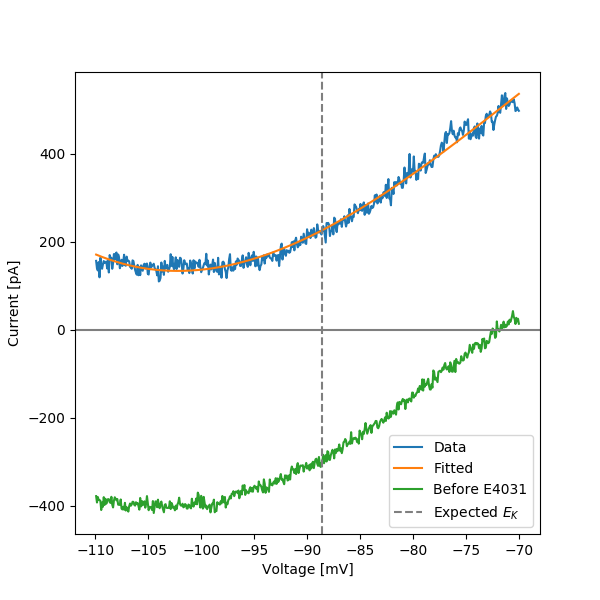 Current [pA]
400
200
0
−200
−400
−110
−105
−100
−95
−90
−85
−80
−75
−70
Voltage [mV]
Data
Fitted
Before E4031
Expected E_K